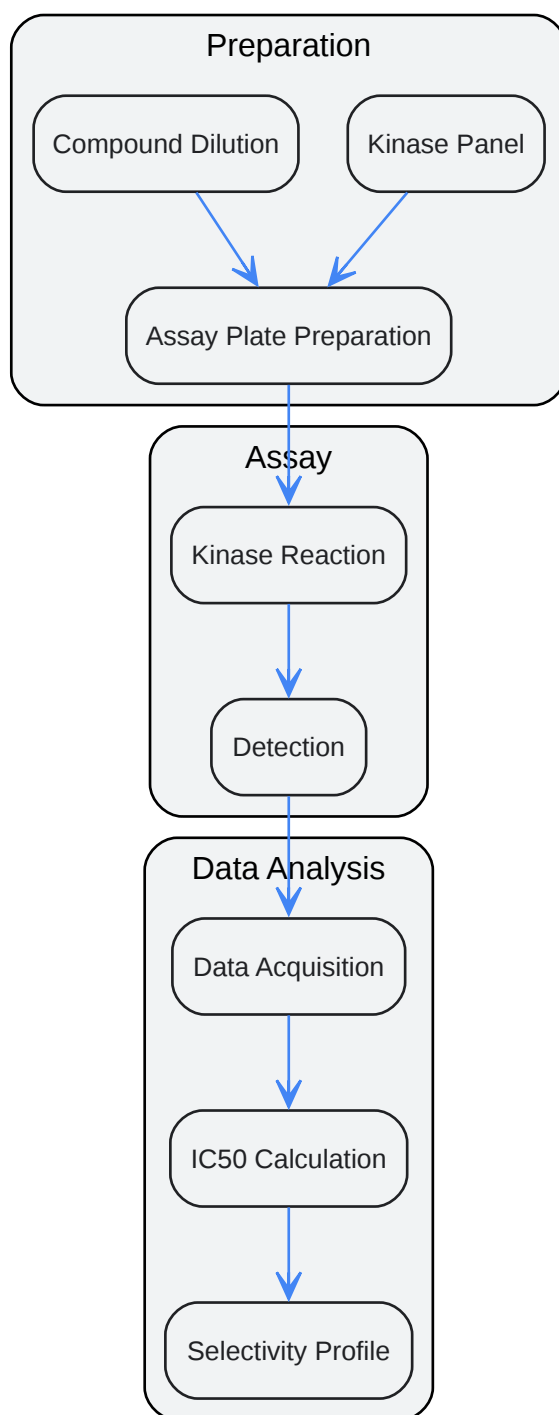 Preparation
Compound Dilution
Kinase Panel
Assay Plate Preparation
Assay
Kinase Reaction
Detection
Data Analysis
Data Acquisition
IC50 Calculation
Selectivity Profile